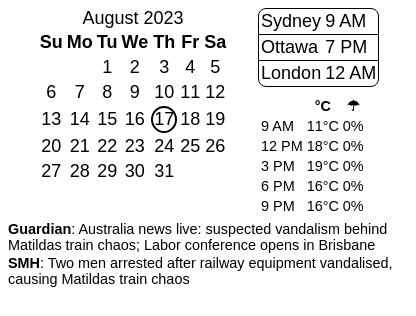 August 2023
Su Mo Tu We Th Fr Sa
1 2 3 4 5
6 7 8 9 10 11 12
13 14 15 16 17 18 19
20 21 22 23 24 25 26
27 28 29 30 31
Sydney 9 AM
Ottawa 7 PM
London 12 AM
°C ☂
9 AM 11°C 0%
12 PM 18°C 0%
3 PM 19°C 0%
6 PM 16°C 0%
9 PM 16°C 0%
Guardian: Australia news live: suspected vandalism behind
Matildas train chaos; Labor conference opens in Brisbane
SMH: Two men arrested after railway equipment vandalised,
causing Matildas train chaos